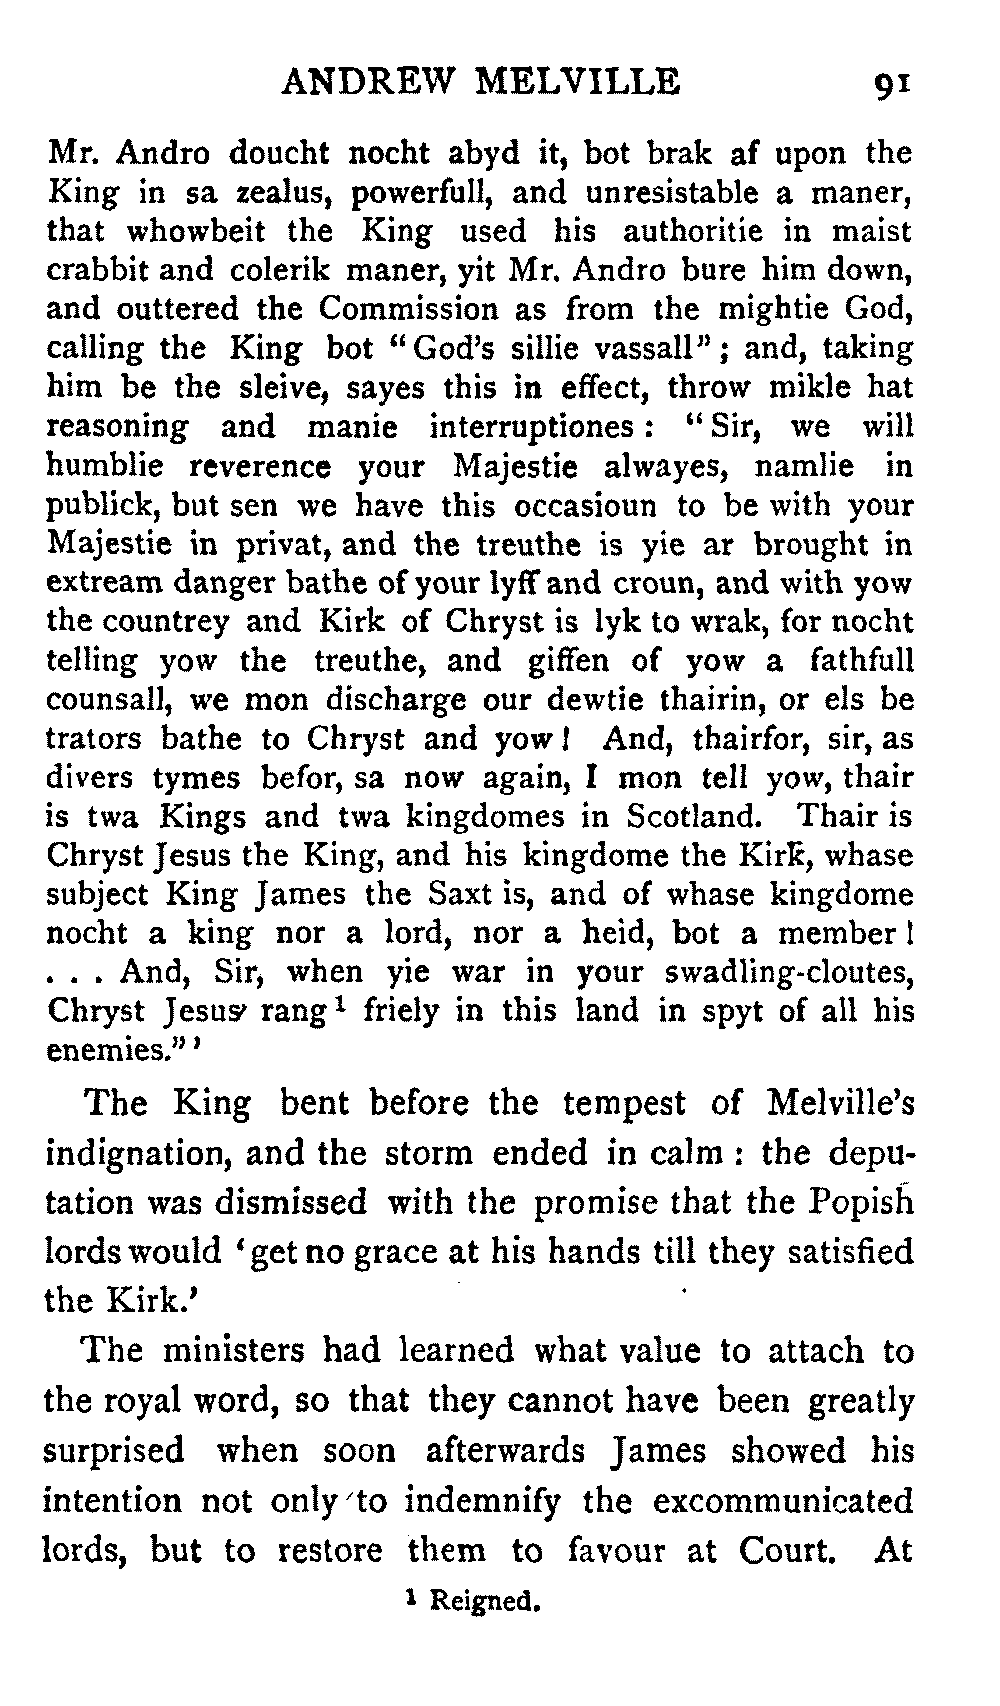 ANDREW MELVILLE 91
Mr. Andro doucht nocht abyd it, bot brak af upon the
King in sa zealus, powerfull, and unresistable a maner,
that whowbeit the King used his authoritie in maist
crabbit and colerik maner, yit Mr. Andro bure him down,
and outtered the Commission as from the mightie God,
calling the King bot “God's sillie vassall”; and, taking
him be the sleive, sayes this in effect, throw mikle hat
reasoning and manie interruptiones: “Sir, we will
humblie reverence your Majestie alwayes, namlie in
publick, but sen we have this occasioun to be with your
Majestie in privat, and the treuthe is yie ar brought in
extream danger bathe of your lyff and croun, and with yow
the countrey and Kirk of Chryst is lyk to wrak, for nocht
telling yow the treuthe, and giffen of yow a fathfull
counsall, we mon discharge our dewtie thairin, or els be
trators bathe to Chryst and yow! And, thairfor, sir, as
divers tymes befor, sa now again, I mon tell yow, thair
is twa Kings and twa kingdomes in Scotland. Thair is
Chryst Jesus the King, and his kingdome the Kirk, whase
subject King James the Saxt is, and of whase kingdome
nocht a king nor a lord, nor a heid, bot a member!
. . . And, Sir, when yie war in your swadling-cloutes,
Chryst Jesus rang¹ friely in this land in spyt of all his
enemies.”’
The King bent before the tempest of Melville's
indignation, and the storm ended in calm: the depu-
tation was dismissed with the promise that the Popish
lords would ‘get no grace at his hands till they satisfied
the Kirk.’
The ministers had learned what value to attach to
the royal word, so that they cannot have been greatly
surprised when soon afterwards James showed his
intention not only to indemnify the excommunicated
lords, but to restore them to favour at Court. At
¹ Reigned.